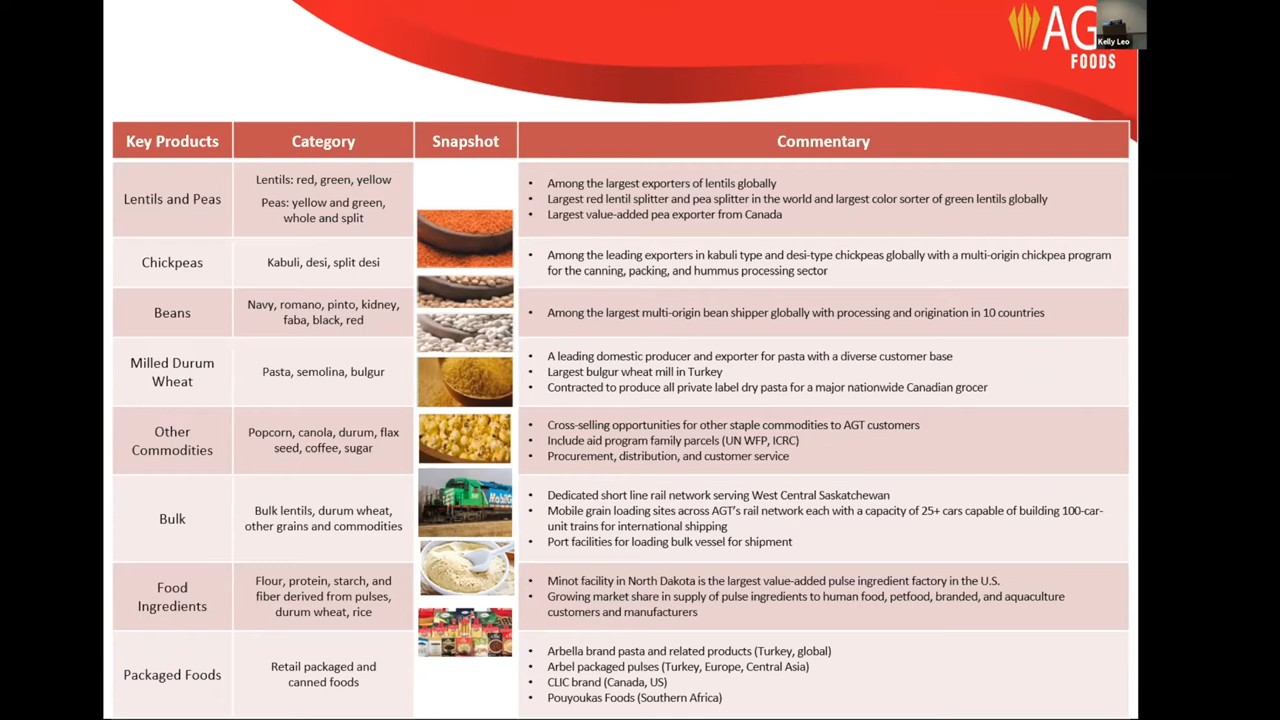 AG
FOODS
Kelly Leo
Key Products
Category
Snapshot
Commentary
Lentils and Peas
Lentils: red, green, yellow
Peas: yellow and green,
whole and split
• Among the largest exporters of lentils globally
• Largest red lentil splitter and pea splitter in the world and largest color sorter of green lentils globally
• Largest value-added pea exporter from Canada
Chickpeas
Kabuli, desi, split desi
• Among the leading exporters in kabuli type and desi-type chickpeas globally with a multi-origin chickpea program
for the canning, packing, and hummus processing sector
Beans
Navy, romano, pinto, kidney,
faba, black, red
• Among the largest multi-origin bean shipper globally with processing and origination in 10 countries
Milled Durum
Wheat
Pasta, semolina, bulgur
• A leading domestic producer and exporter for pasta with a diverse customer base
• Largest bulgur wheat mill in Turkey
• Contracted to produce all private label dry pasta for a major nationwide Canadian grocer
Other
Commodities
Popcorn, canola, durum, flax
seed, coffee, sugar
• Cross-selling opportunities for other staple commodities to AGT customers
• Include aid program family parcels (UN WFP, ICRC)
• Procurement, distribution, and customer service
Bulk
Bulk lentils, durum wheat,
other grains and commodities
• Dedicated short line rail network serving West Central Saskatchewan
• Mobile grain loading sites across AGT's rail network each with a capacity of 25+ cars capable of building 100-car-
unit trains for international shipping
• Port facilities for loading bulk vessel for shipment
Food
Ingredients
Flour, protein, starch, and
fiber derived from pulses,
durum wheat, rice
• Minot facility in North Dakota is the largest value-added pulse ingredient factory in the U.S.
• Growing market share in supply of pulse ingredients to human food, petfood, branded, and aquaculture
customers and manufacturers
Packaged Foods
Retail packaged and
canned foods
• Arbella brand pasta and related products (Turkey, global)
• Arbel packaged pulses (Turkey, Europe, Central Asia)
• CLIC brand (Canada, US)
• Pouyoukas Foods (Southern Africa)